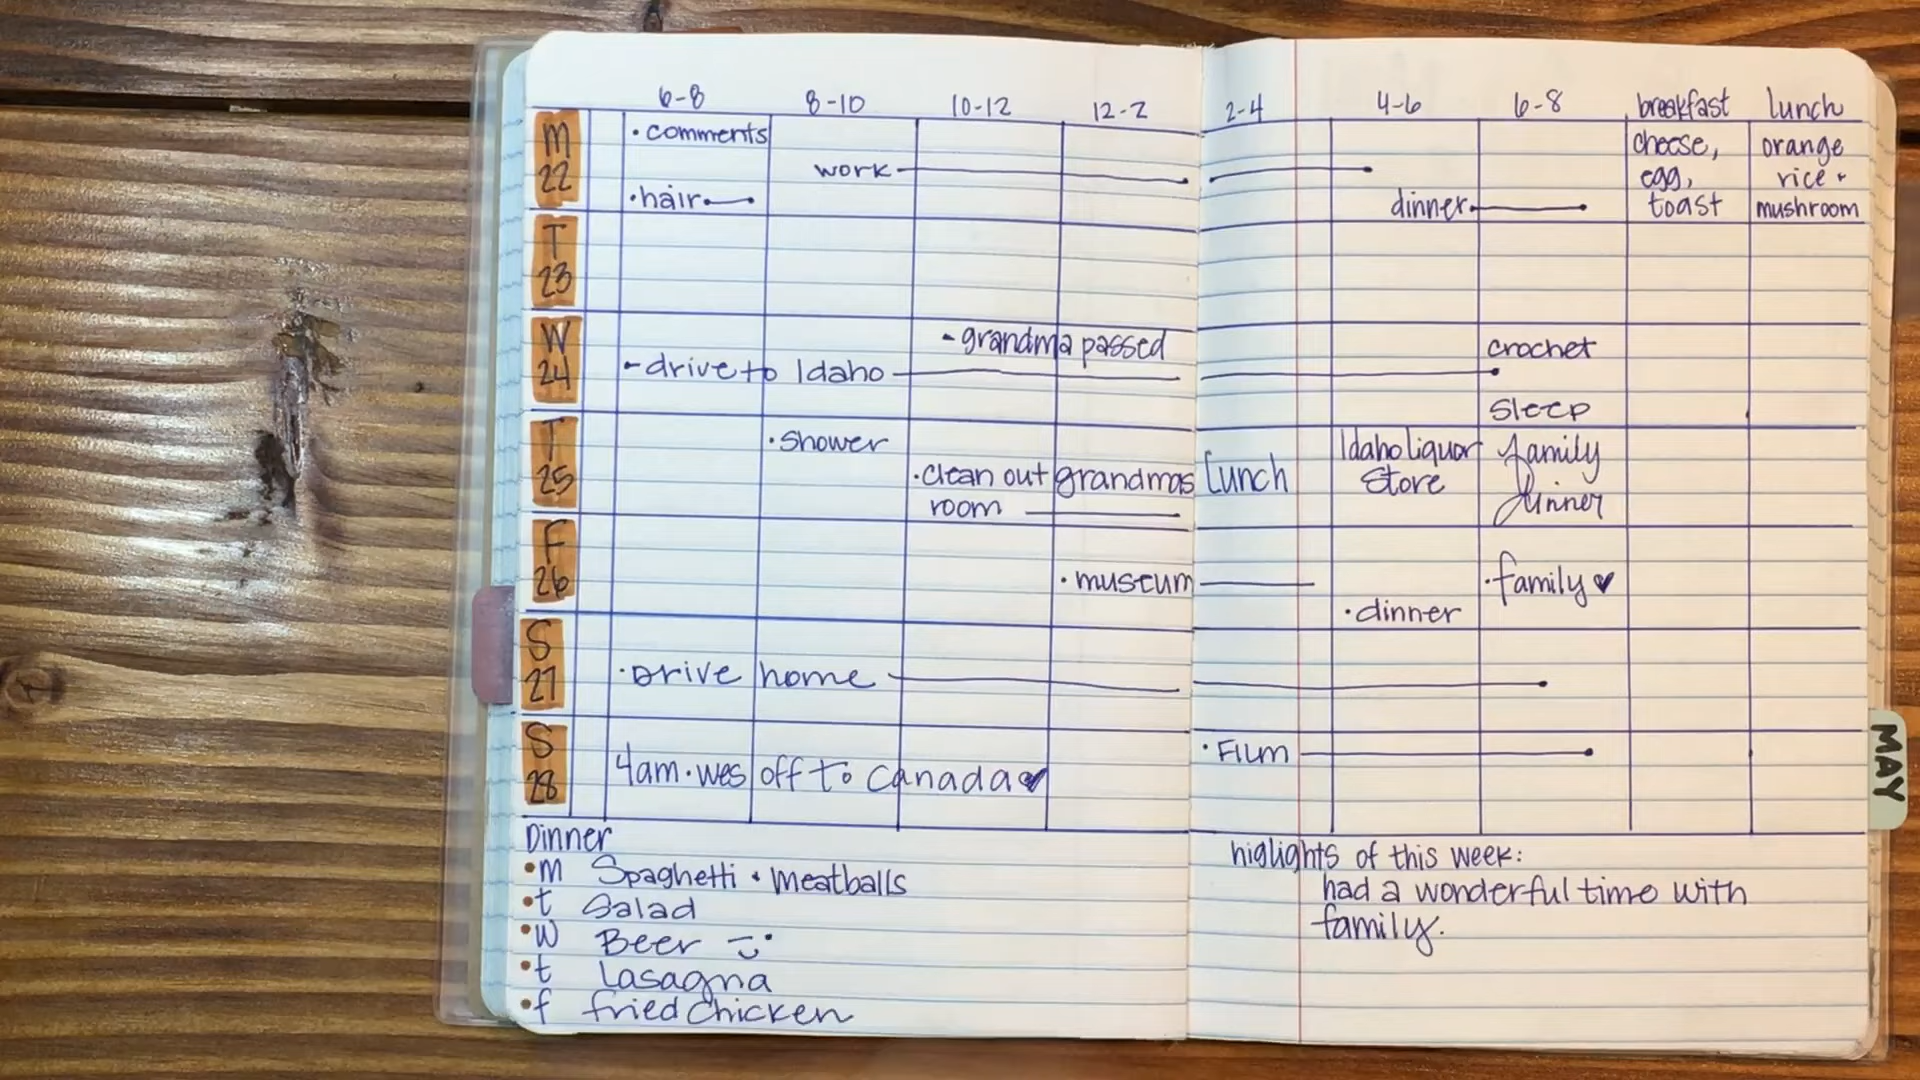 6-8 8-10 10-12 12-2 2-4 4-6 6-8 breakfast lunch
M
22
•comments
work
•hair
dinner
cheese,
egg,
toast
orange
rice •
mushroom
T
23
W
24
- grandma passed
-drive to Idaho
crochet
sleep
T
25
•shower
•clean out grandmas
room
Lunch
Idaho liquor
Store
family
dinner
F
26
•museum
•dinner
•family♥
S
27
•Drive home
S
28
4am•wes off to Canada♥
•FILM
Dinner
•m Spaghetti • meatballs
•t Salad
•W Beer
•t Lasagna
•f fried chicken
higlights of this week:
had a wonderful time with
family.
MAY